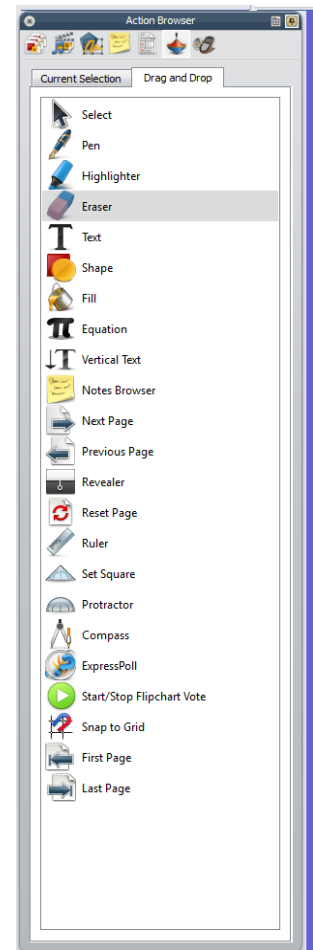 Action Browser
Current Selection
Drag and Drop
Select
Pen
Highlighter
Eraser
Text
Shape
Fill
Equation
Vertical Text
Notes Browser
Next Page
Previous Page
Revealer
Reset Page
Ruler
Set Square
Protractor
Compass
ExpressPoll
Start/Stop Flipchart Vote
Snap to Grid
First Page
Last Page